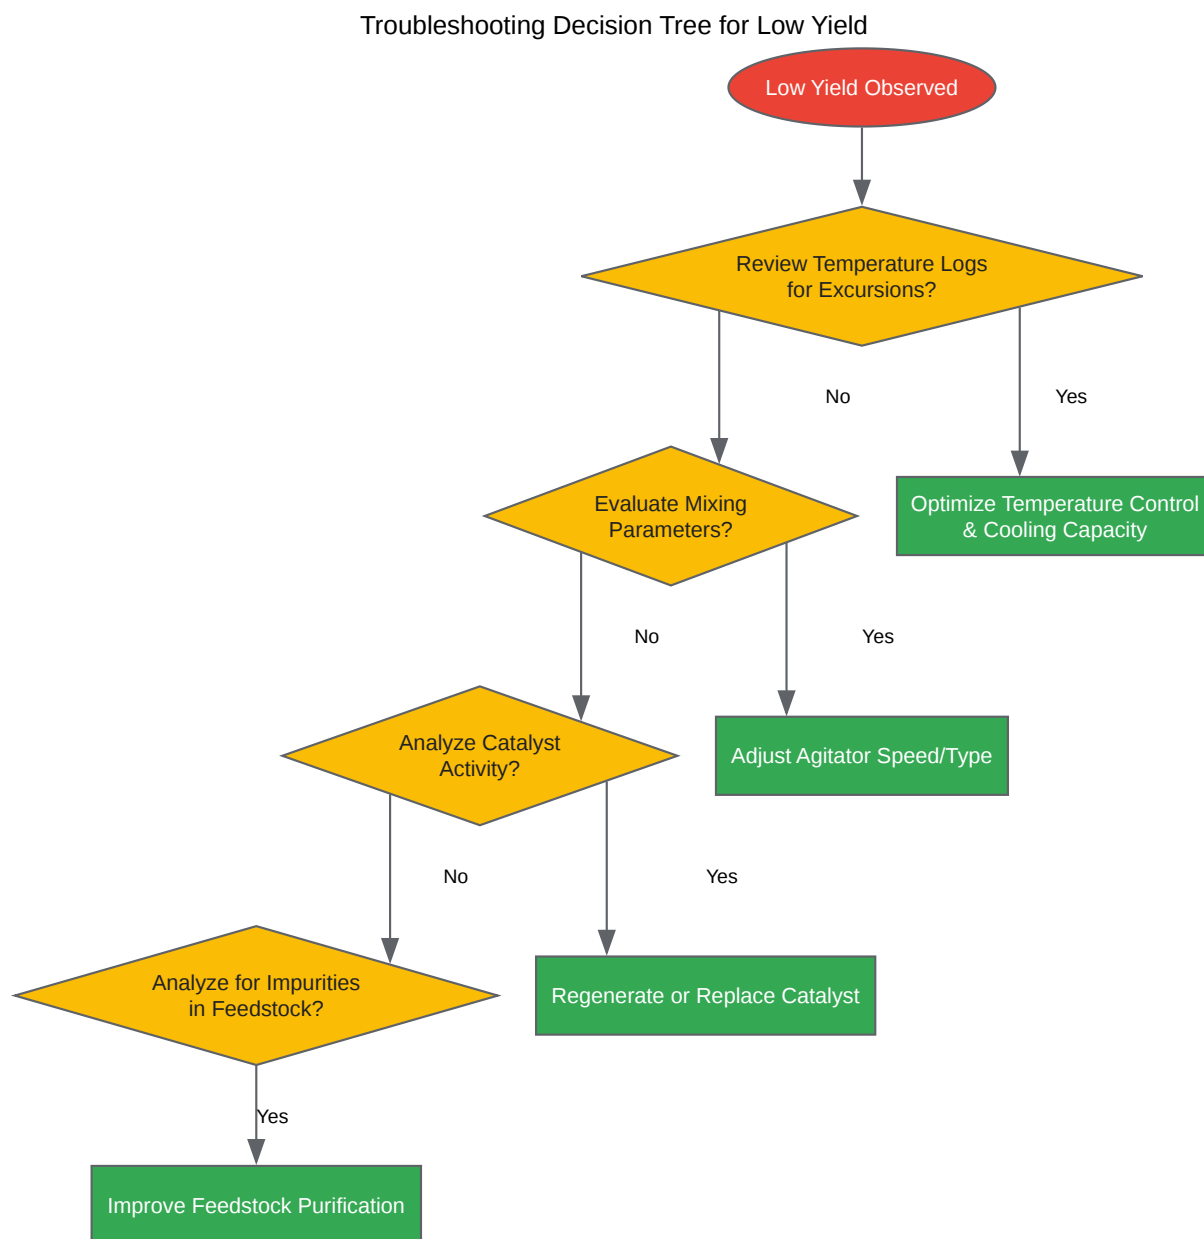 Troubleshooting Decision Tree for Low Yield
Low Yield Observed
Review Temperature Logs
for Excursions?
No
Yes
Evaluate Mixing
Parameters?
Optimize Temperature Control
& Cooling Capacity
No
Yes
Analyze Catalyst
Activity?
Adjust Agitator Speed/Type
No
Yes
Analyze for Impurities
in Feedstock?
Regenerate or Replace Catalyst
Yes
Improve Feedstock Purification